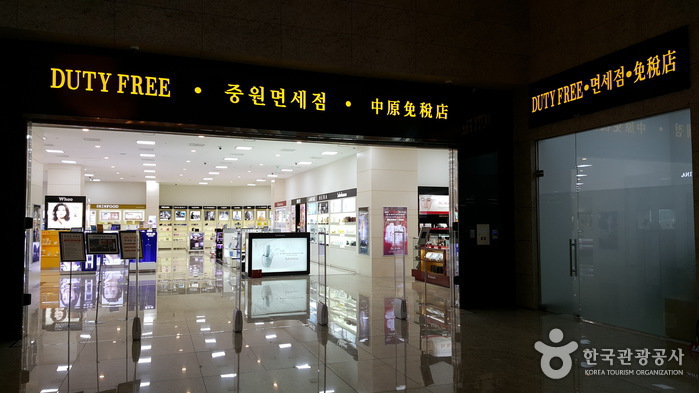 DUTY FREE • 중원면세점 • 中原免稅店
DUTY FREE•면세점•免稅店
Whoo
SKINFOOD
한국관광공사
KOREA TOURISM ORGANIZATION